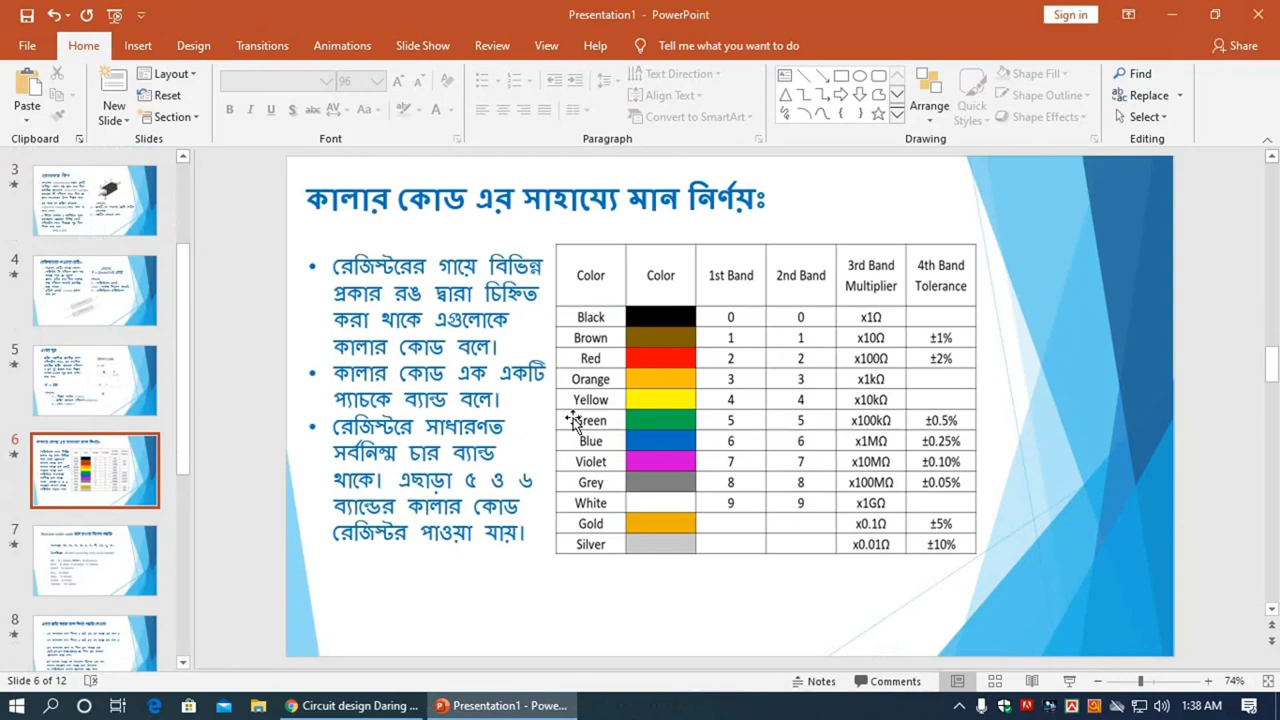 Presentation1 - PowerPoint
Sign in
File Home Insert Design Transitions Animations Slide Show Review View Help Tell me what you want to do Share
Paste
New Slide
Layout
Reset
Section
96
Text Direction
Align Text
Convert to SmartArt
Arrange
Quick Styles
Shape Fill
Shape Outline
Shape Effects
Find
Replace
Select
Clipboard Slides Font Paragraph Drawing Editing
3
4
5
6
7
8
কালার কোড এর সাহায্যে মান নির্ণয়ঃ
• রেজিস্টরের গায়ে বিভিন্ন
প্রকার রঙ দ্বারা চিহ্নিত
করা থাকে এগুলোকে
কালার কোড বলে।
• কালার কোড এক একটি
প্যাচকে ব্যান্ড বলে।
• রেজিস্টরে সাধারণত
সর্বনিম্ম চার ব্যান্ড
থাকে। এছাড়া ৫ ও ৬
ব্যান্ডের কালার কোড
রেজিস্টর পাওয়া যায়।
Color Color 1st Band 2nd Band 3rd Band Multiplier 4th Band Tolerance
Black 0 0 x1Ω
Brown 1 1 x10Ω ±1%
Red 2 2 x100Ω ±2%
Orange 3 3 x1kΩ
Yellow 4 4 x10kΩ
Green 5 5 x100kΩ ±0.5%
Blue 6 6 x1MΩ ±0.25%
Violet 7 7 x10MΩ ±0.10%
Grey 8 8 x100MΩ ±0.05%
White 9 9 x1GΩ
Gold x0.1Ω ±5%
Silver x0.01Ω ±10%
Slide 6 of 12
Notes Comments 74%
Circuit design Daring ...
Presentation1 - Powe...
1:38 AM